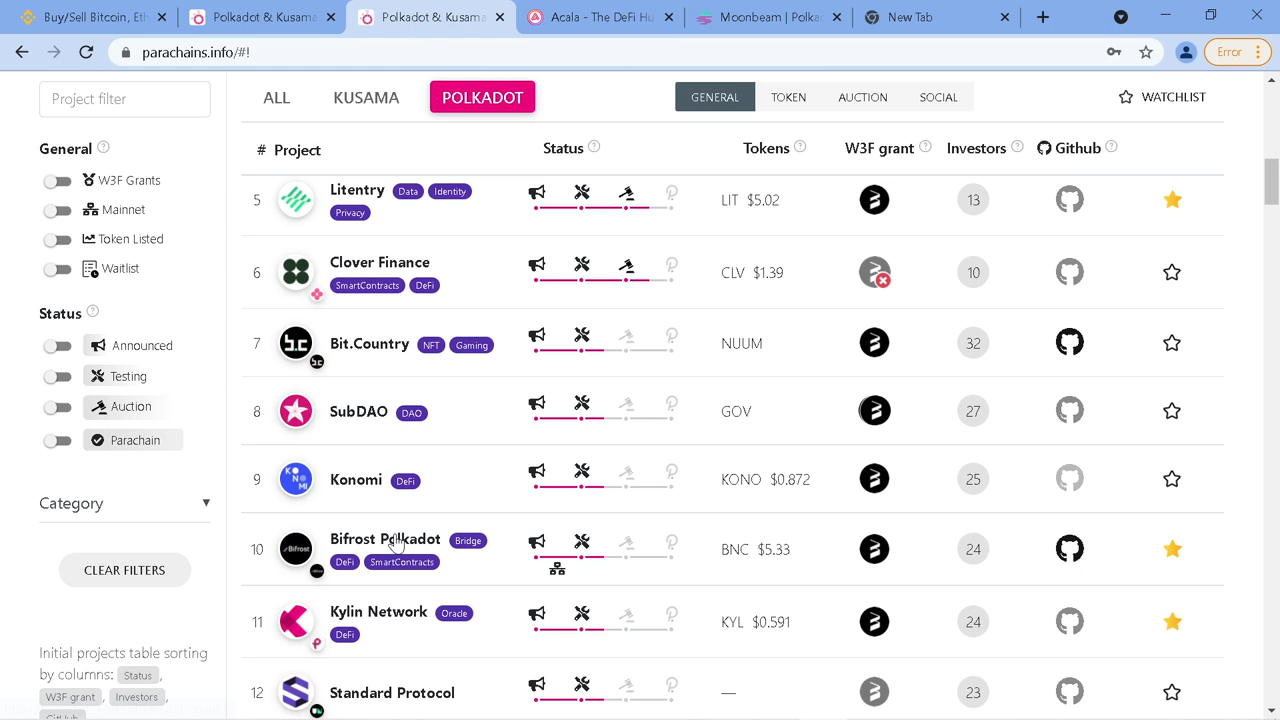 Buy/Sell Bitcoin, Eth
Polkadot & Kusama
Polkadot & Kusama P
Acala - The DeFi Hu
Moonbeam | Polka
New Tab
parachains.info/#!
Error
Project filter
ALL
KUSAMA
POLKADOT
GENERAL
TOKEN
AUCTION
SOCIAL
WATCHLIST
General
W3F Grants
Mainnet
Token Listed
Waitlist
Status
Announced
Testing
Auction
Parachain
Category
CLEAR FILTERS
Initial projects table sorting
by columns: Status,
W3F grant, Investors,
GitHub
# Project Status Tokens W3F grant Investors Github
5 Litentry Data Identity LIT $5.02 13
Privacy
6 Clover Finance CLV $1.39 10
SmartContracts DeFi
7 Bit.Country NFT Gaming NUUM 32
8 SubDAO DAO GOV 27
9 Konomi DeFi KONO $0.872 25
10 Bifrost Polkadot Bridge BNC $5.33 24
DeFi SmartContracts
11 Kylin Network Oracle KYL $0.591 24
DeFi
12 Standard Protocol — 23